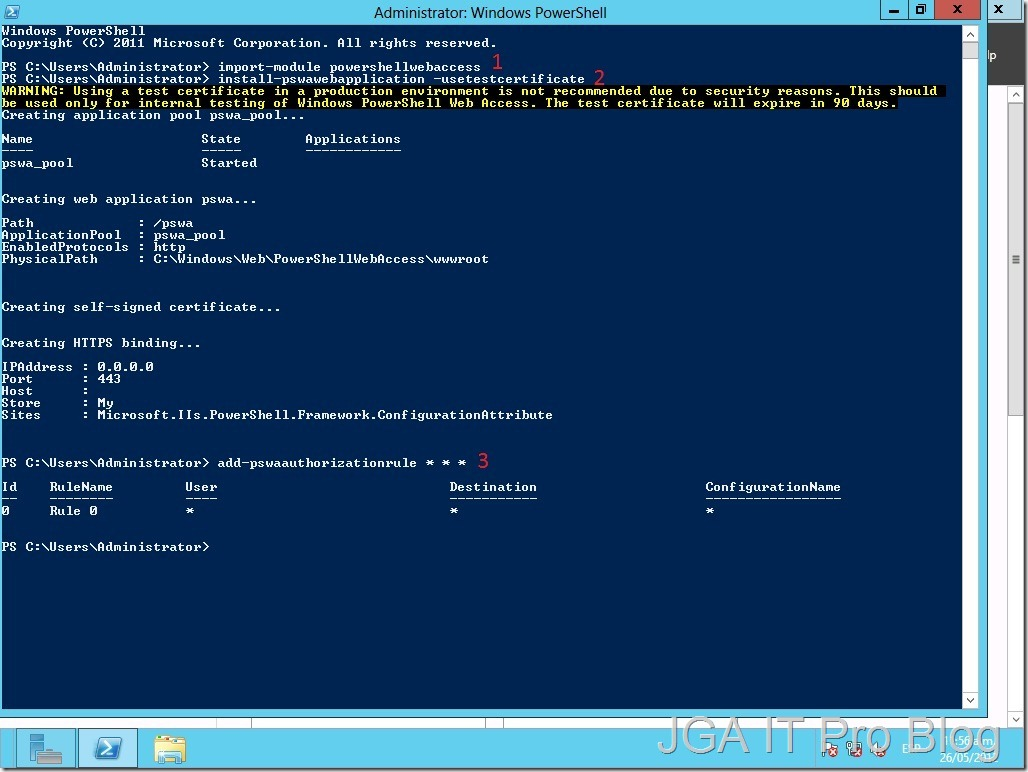 Administrator: Windows PowerShell
Windows PowerShell
Copyright (C) 2011 Microsoft Corporation. All rights reserved.
PS C:\Users\Administrator> import-module powershellwebaccess 1
PS C:\Users\Administrator> install-pswawebapplication -usetestcertificate 2
WARNING: Using a test certificate in a production environment is not recommended due to security reasons. This should
be used only for internal testing of Windows PowerShell Web Access. The test certificate will expire in 90 days.
Creating application pool pswa_pool...
Name State Applications
---- ----- ------------
pswa_pool Started
Creating web application pswa...
Path : /pswa
ApplicationPool : pswa_pool
EnabledProtocols : http
PhysicalPath : C:\Windows\Web\PowerShellWebAccess\wwwroot
Creating self-signed certificate...
Creating HTTPS binding...
IPAddress : 0.0.0.0
Port : 443
Host :
Store : My
Sites : Microsoft.IIs.PowerShell.Framework.ConfigurationAttribute
PS C:\Users\Administrator> add-pswaauthorizationrule * * * 3
Id RuleName User Destination ConfigurationName
-- -------- ---- ----------- -----------------
0 Rule 0 * * *
PS C:\Users\Administrator>
lp
JGA IT Pro Blog